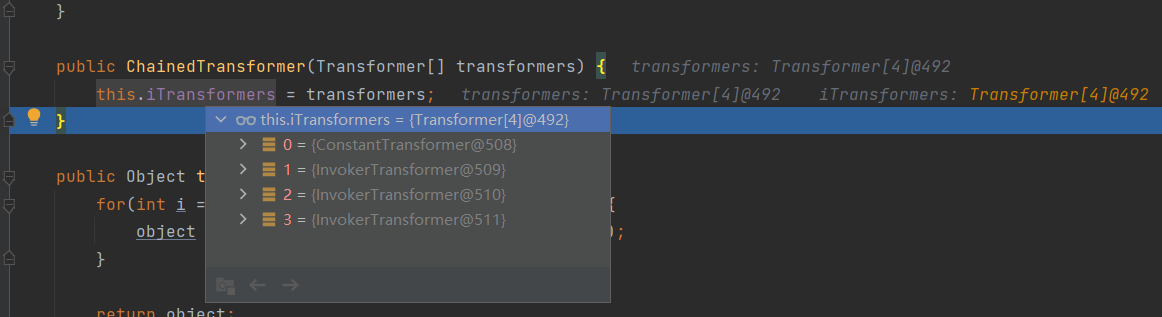 }
public ChainedTransformer(Transformer[] transformers) { transformers: Transformer[4]@492
this.iTransformers = transformers; transformers: Transformer[4]@492 iTransformers: Transformer[4]@492
}
this.iTransformers = {Transformer[4]@492}
0 = {ConstantTransformer@508}
1 = {InvokerTransformer@509}
2 = {InvokerTransformer@510}
3 = {InvokerTransformer@511}
public Object t
for(int i = {
object );
}
return object;